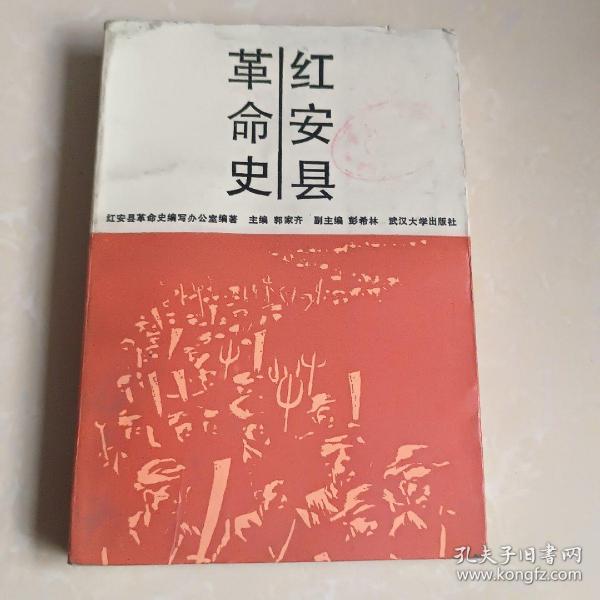 红安县
革命史
红安县革命史编写办公室编著 主编 郭家齐 副主编 彭希林 武汉大学出版社
孔夫子旧书网
www.kongfz.com